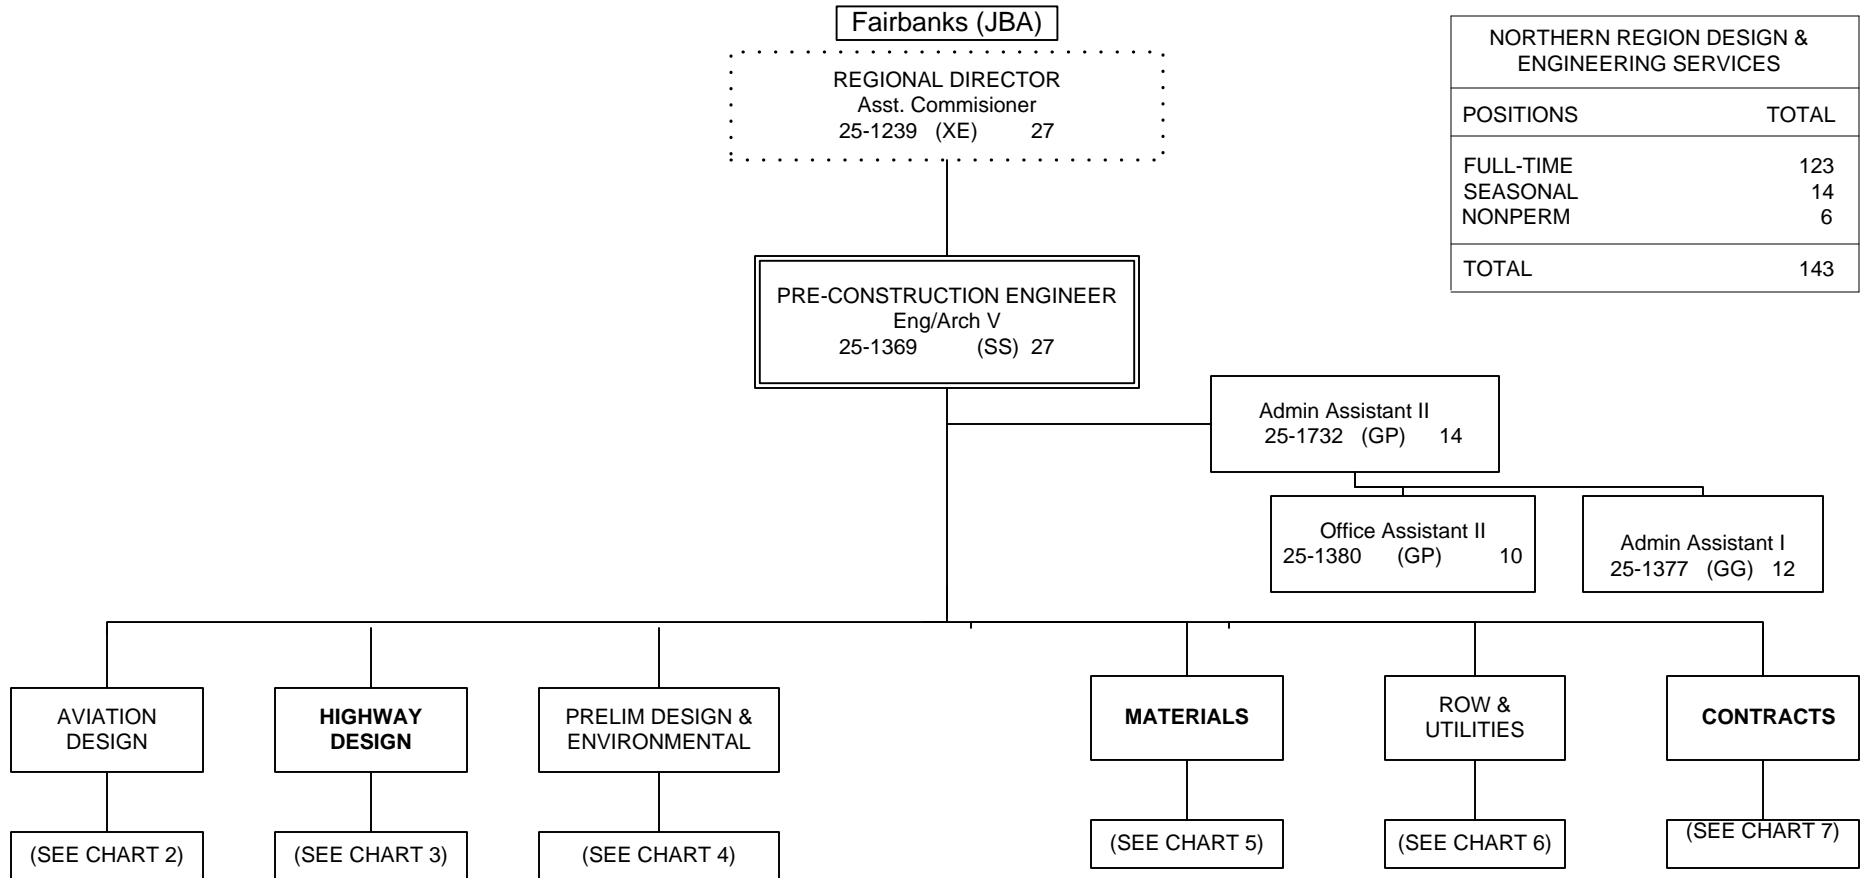 Fairbanks (JBA)
REGIONAL DIRECTOR
Asst. Commisioner
25-1239 (XE) 27
NORTHERN REGION DESIGN &
ENGINEERING SERVICES
POSITIONS TOTAL
FULL-TIME 123
SEASONAL 14
NONPERM 6
TOTAL 143
PRE-CONSTRUCTION ENGINEER
Eng/Arch V
25-1369 (SS) 27
Admin Assistant II
25-1732 (GP) 14
Office Assistant II
25-1380 (GP) 10
Admin Assistant I
25-1377 (GG) 12
AVIATION
DESIGN
HIGHWAY
DESIGN
PRELIM DESIGN &
ENVIRONMENTAL
MATERIALS
ROW &
UTILITIES
CONTRACTS
(SEE CHART 2)
(SEE CHART 3)
(SEE CHART 4)
(SEE CHART 5)
(SEE CHART 6)
(SEE CHART 7)